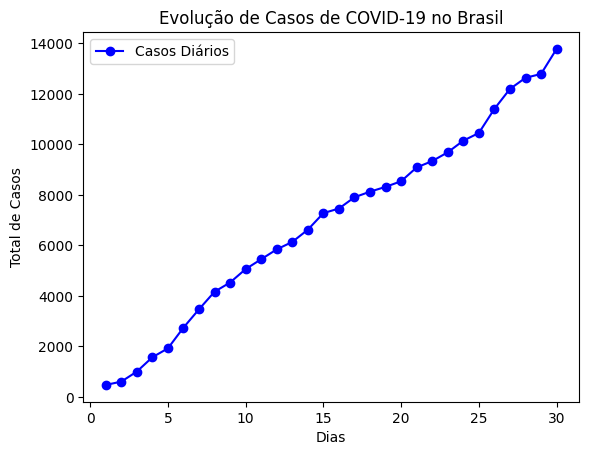 Evolução de Casos de COVID-19 no Brasil
Casos Diários
14000
12000
10000
8000
6000
4000
2000
0
Total de Casos
0 5 10 15 20 25 30
Dias